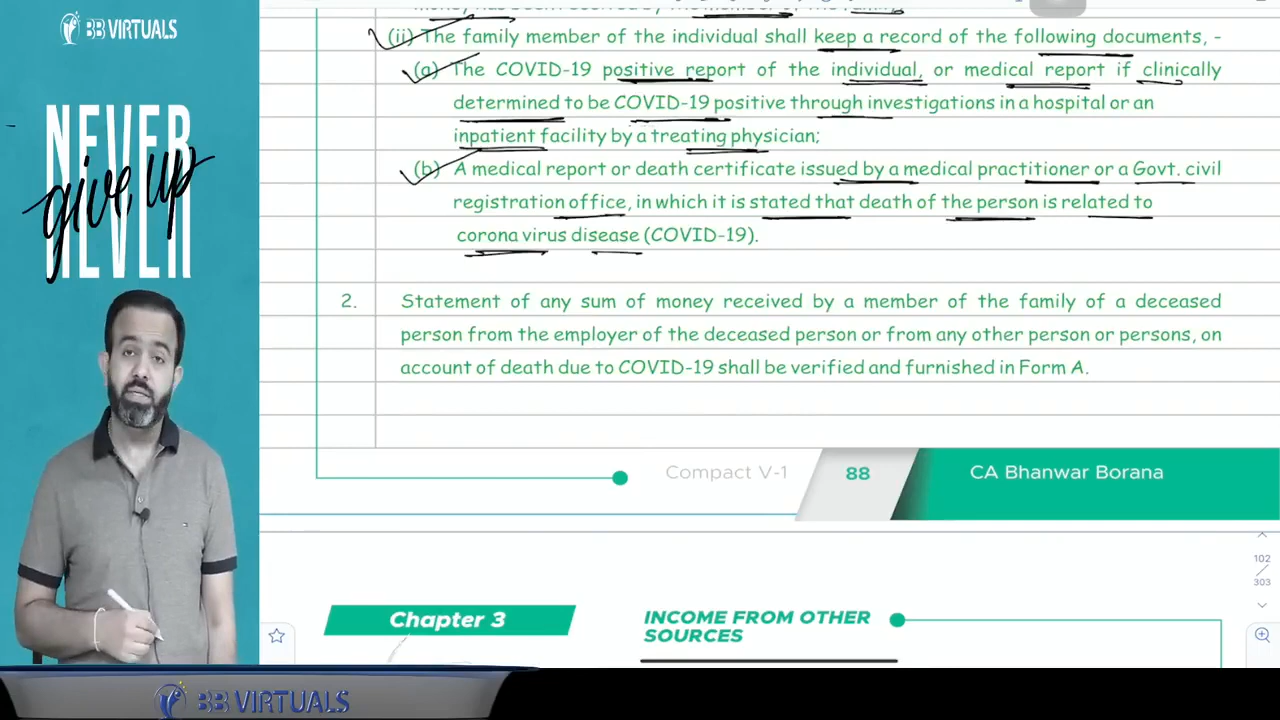 BB VIRTUALS
NEVER
give up
NEVER
(ii) The family member of the individual shall keep a record of the following documents, -
(a) The COVID-19 positive report of the individual, or medical report if clinically
determined to be COVID-19 positive through investigations in a hospital or an
inpatient facility by a treating physician;
(b) A medical report or death certificate issued by a medical practitioner or a Govt. civil
registration office, in which it is stated that death of the person is related to
corona virus disease (COVID-19).
2. Statement of any sum of money received by a member of the family of a deceased
person from the employer of the deceased person or from any other person or persons, on
account of death due to COVID-19 shall be verified and furnished in Form A.
Compact V-1 88 CA Bhanwar Borana
102
303
Chapter 3
INCOME FROM OTHER
SOURCES
BB VIRTUALS